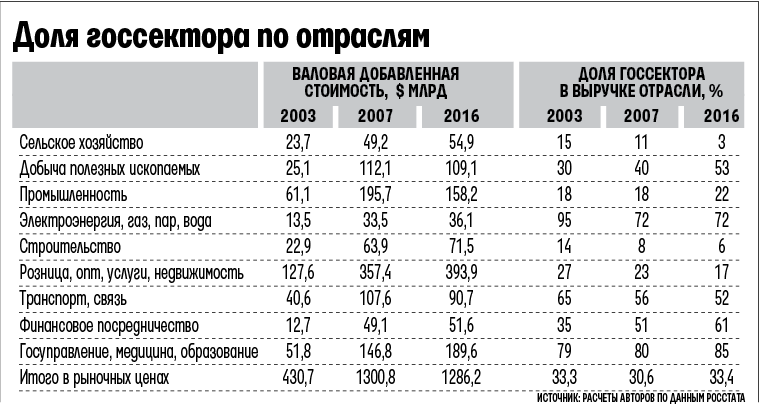 Доля госсектора по отраслям
ВАЛОВАЯ ДОБАВЛЕННАЯ СТОИМОСТЬ, $ МЛРД ДОЛЯ ГОССЕКТОРА В ВЫРУЧКЕ ОТРАСЛИ, %
2003 2007 2016 2003 2007 2016
Сельское хозяйство 23,7 49,2 54,9 15 11 3
Добыча полезных ископаемых 25,1 112,1 109,1 30 40 53
Промышленность 61,1 195,7 158,2 18 18 22
Электроэнергия, газ, пар, вода 13,5 33,5 36,1 95 72 72
Строительство 22,9 63,9 71,5 14 8 6
Розница, опт, услуги, недвижимость 127,6 357,4 393,9 27 23 17
Транспорт, связь 40,6 107,6 90,7 65 56 52
Финансовое посредничество 12,7 49,1 51,6 35 51 61
Госуправление, медицина, образование 51,8 146,8 189,6 79 80 85
Итого в рыночных ценах 430,7 1300,8 1286,2 33,3 30,6 33,4
ИСТОЧНИК: РАСЧЕТЫ АВТОРОВ ПО ДАННЫМ РОССТАТА